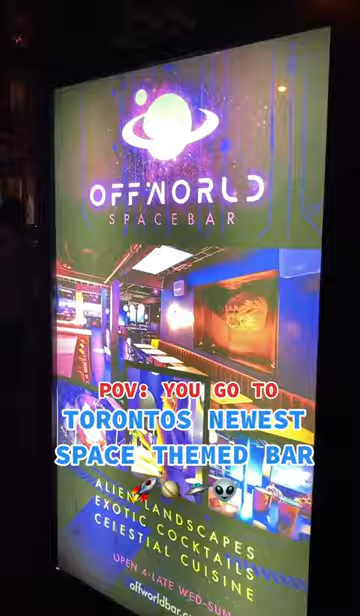 OFFWORLD
SPACEBAR
POV: YOU GO TO
TORONTOS NEWEST
SPACE THEMED BAR
🚀🪐🛸👽
ALIEN LANDSCAPES
EXOTIC COCKTAILS
CELESTIAL CUISINE
OPEN 4-LATE WED-SUN
offworldbar.c